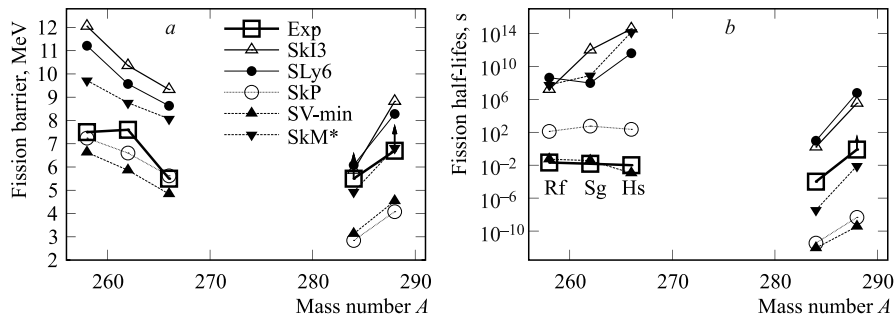 a
Exp
SkI3
SLy6
SkP
SV-min
SkM*
Fission barrier, MeV
12
11
10
9
8
7
6
5
4
3
2
260
270
280
290
Mass number A
b
Fission half-lifes, s
10^14
10^10
10^6
10^2
10^−2
10^−6
10^−10
Rf Sg Hs
260
270
280
290
Mass number A